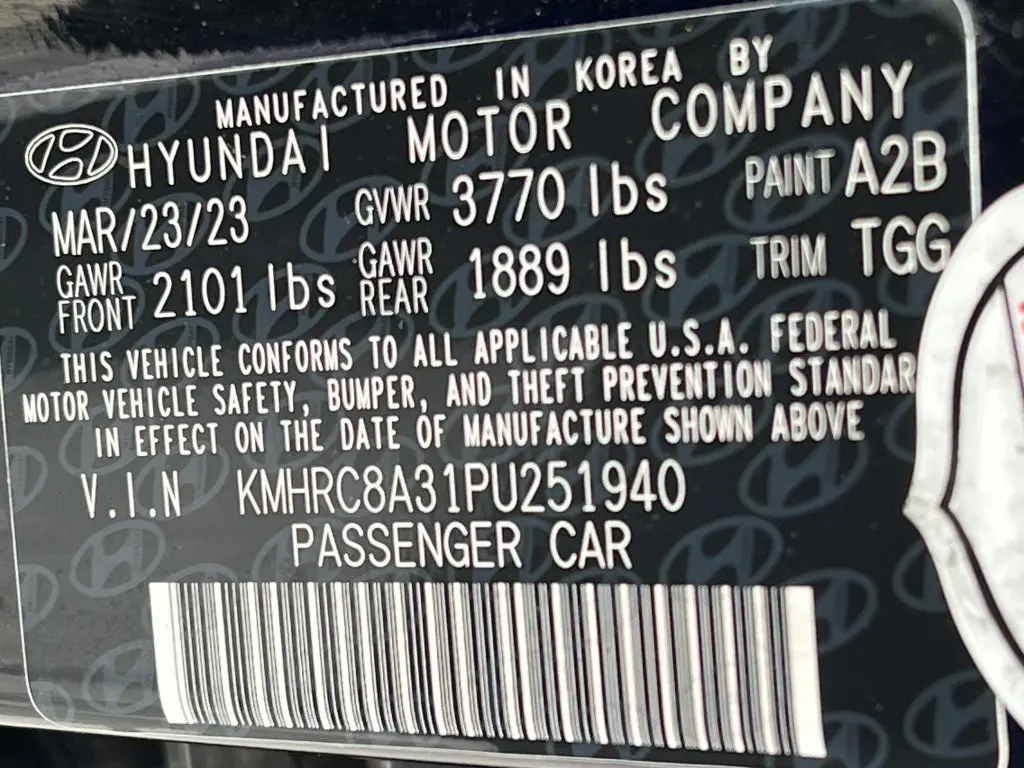 MANUFACTURED IN KOREA BY
HYUNDAI MOTOR COMPANY
MAR/23/23 GVWR 3770 lbs PAINT A2B
GAWR FRONT 2101 lbs GAWR REAR 1889 lbs TRIM TGG
THIS VEHICLE CONFORMS TO ALL APPLICABLE U.S.A. FEDERAL
MOTOR VEHICLE SAFETY, BUMPER, AND THEFT PREVENTION STANDAR
IN EFFECT ON THE DATE OF MANUFACTURE SHOWN ABOVE
V.I.N KMHRC8A31PU251940
PASSENGER CAR